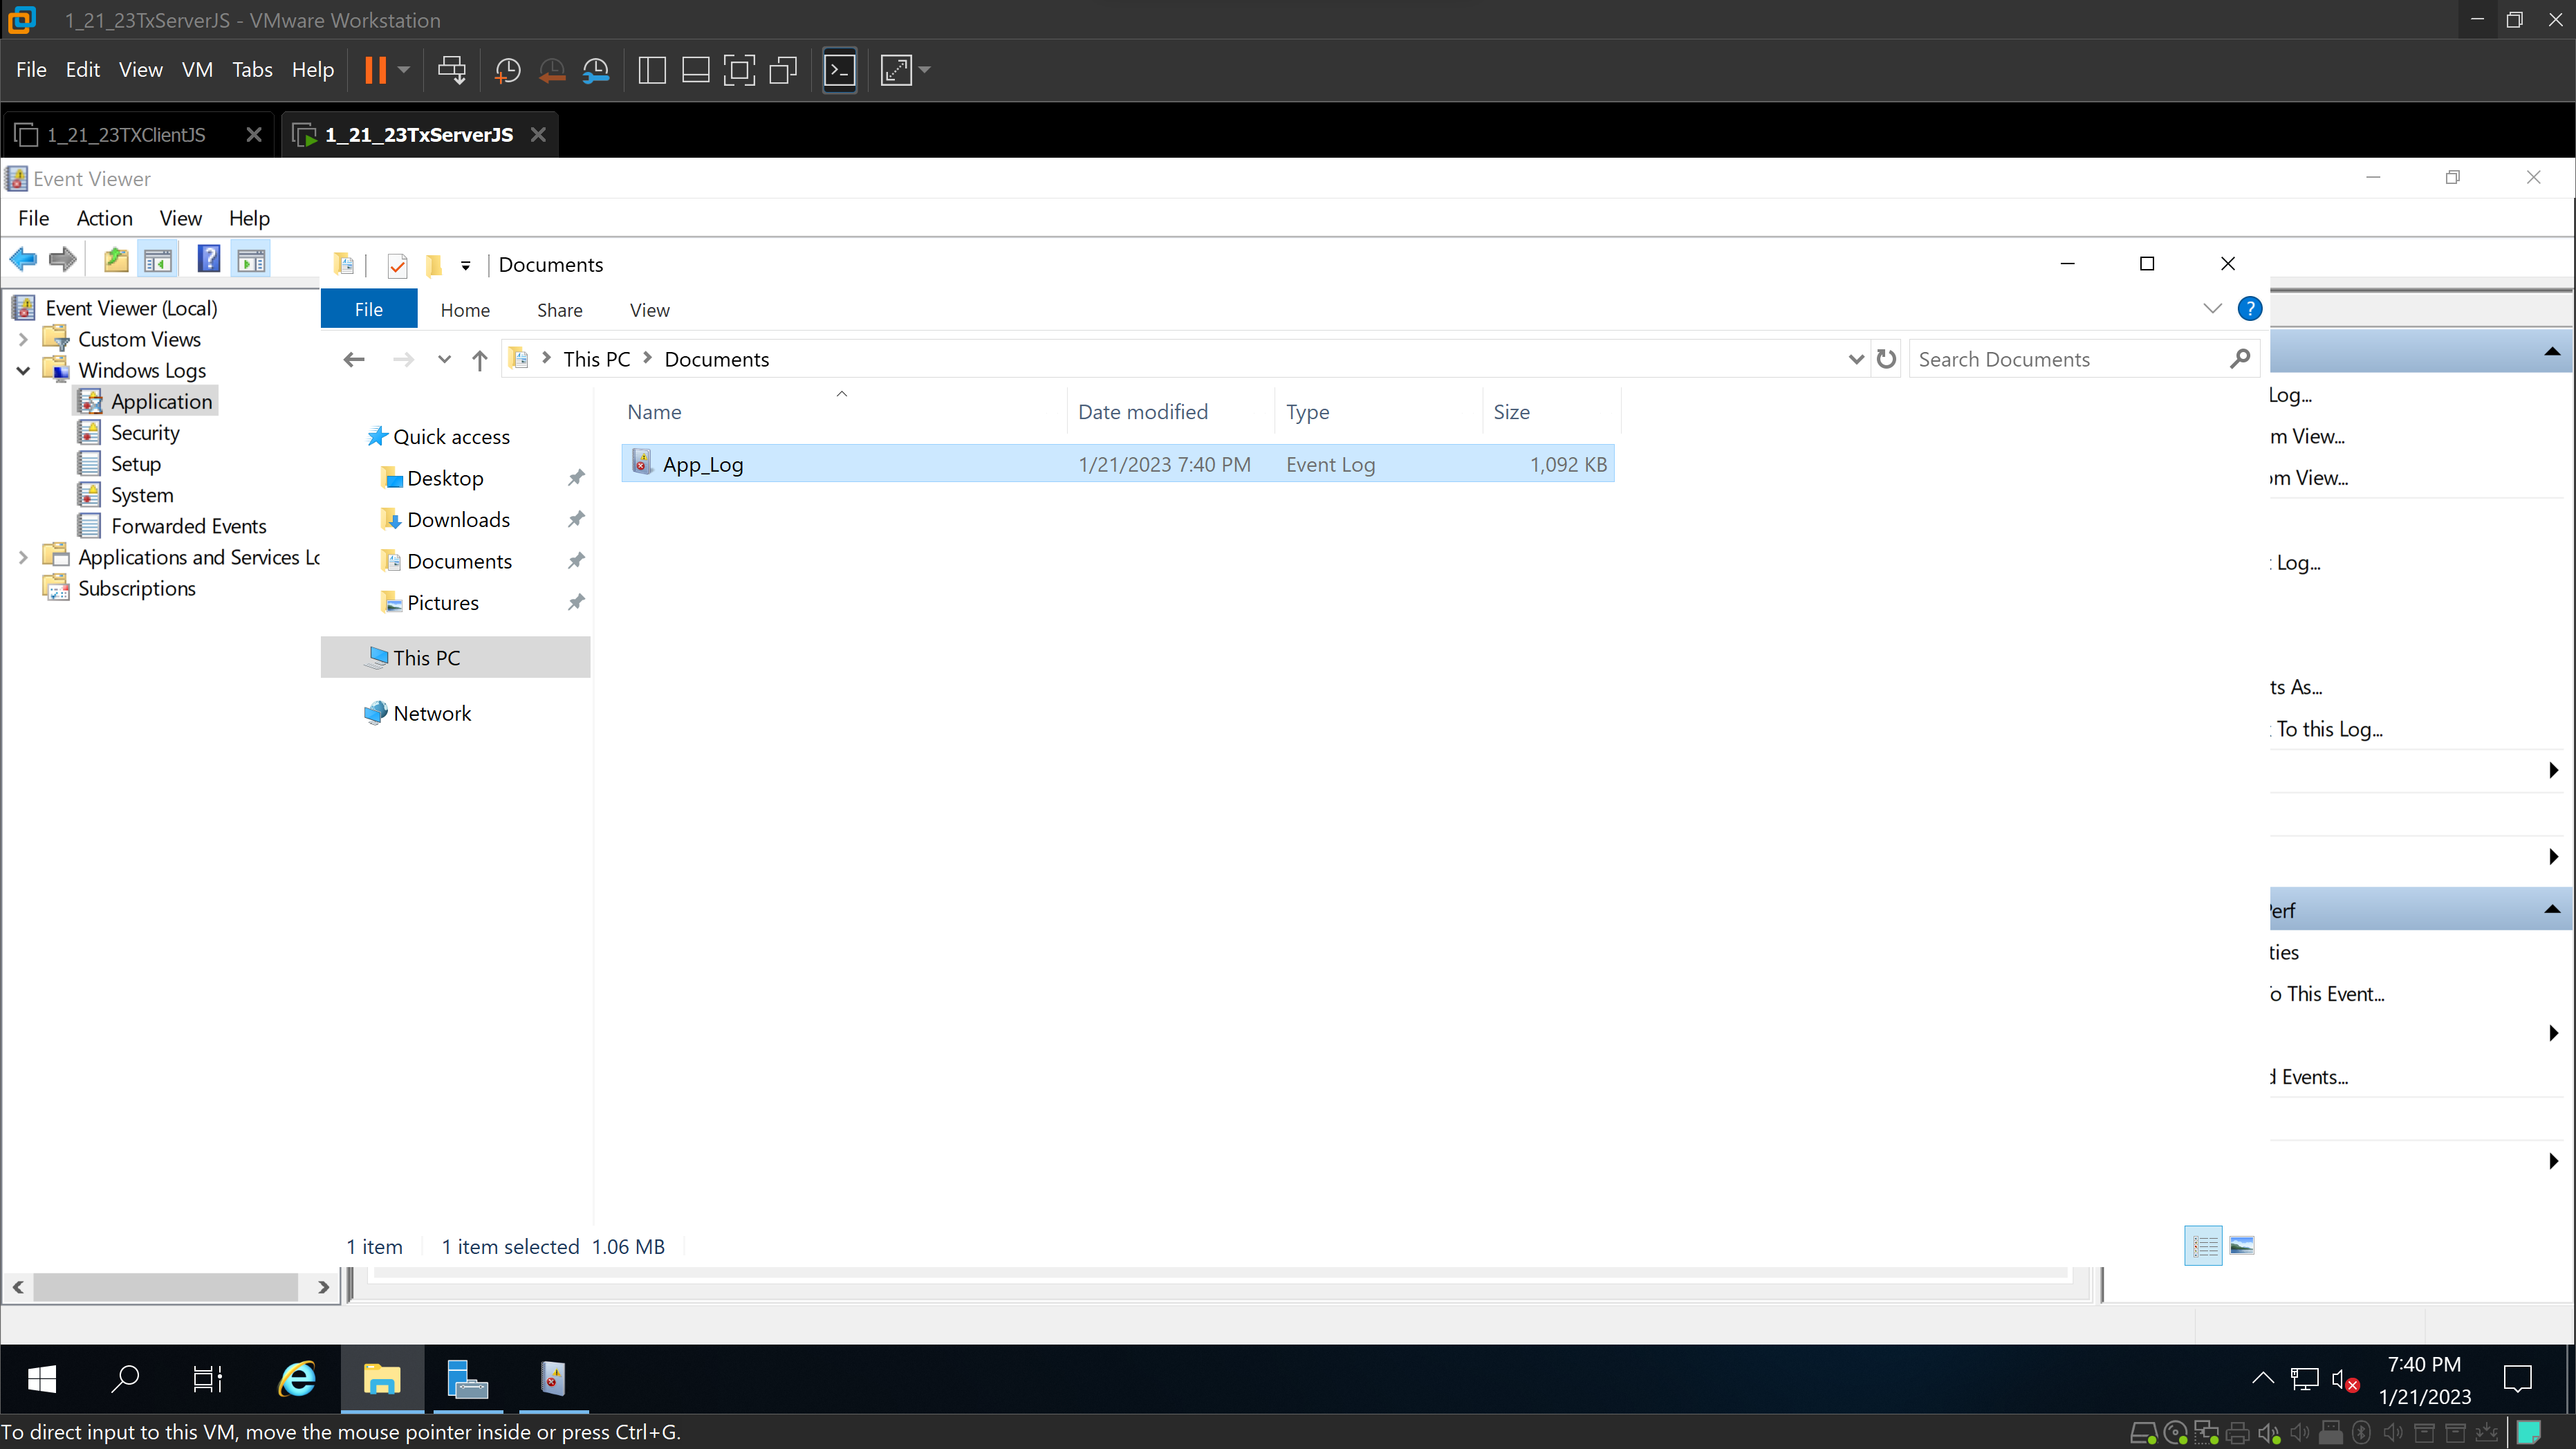 1_21_23TxServerJS - VMware Workstation
File Edit View VM Tabs Help
1_21_23TXClientJS
1_21_23TxServerJS
Event Viewer
File Action View Help
Documents
File Home Share View
This PC Documents
Search Documents
Event Viewer (Local)
Custom Views
Windows Logs
Application
Security
Setup
System
Forwarded Events
Applications and Services Lo
Subscriptions
Quick access
Desktop
Downloads
Documents
Pictures
This PC
Network
Name Date modified Type Size
App_Log 1/21/2023 7:40 PM Event Log 1,092 KB
Log...
m View...
om View...
Log...
ts As...
To this Log...
Perf
ties
To This Event...
d Events...
1 item 1 item selected 1.06 MB
7:40 PM
1/21/2023
To direct input to this VM, move the mouse pointer inside or press Ctrl+G.